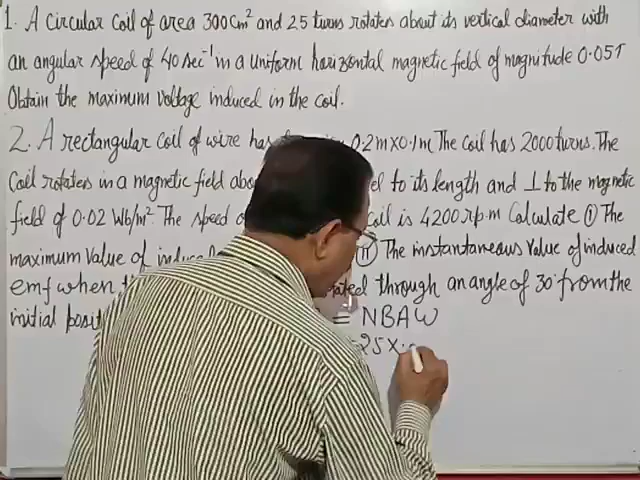 1. A Circular Coil of area 300 Cm² and 25 turns rotates about its vertical diameter with
an angular speed of 40 sec⁻¹ in a uniform horizontal magnetic field of magnitude 0.05T
Obtain the maximum voltage induced in the coil.
2. A rectangular coil of wire has 0.2m X 0.1m The coil has 2000 turns. The
Coil rotates in a magnetic field to its length and ⊥ to the magnetic
field of 0.02 Wb/m² The speed is 4200 r.p.m Calculate ① The
maximum value of ⑪ The instantaneous value of induced
emf when through an angle of 30° from the
initial
= NBAW
25 X .